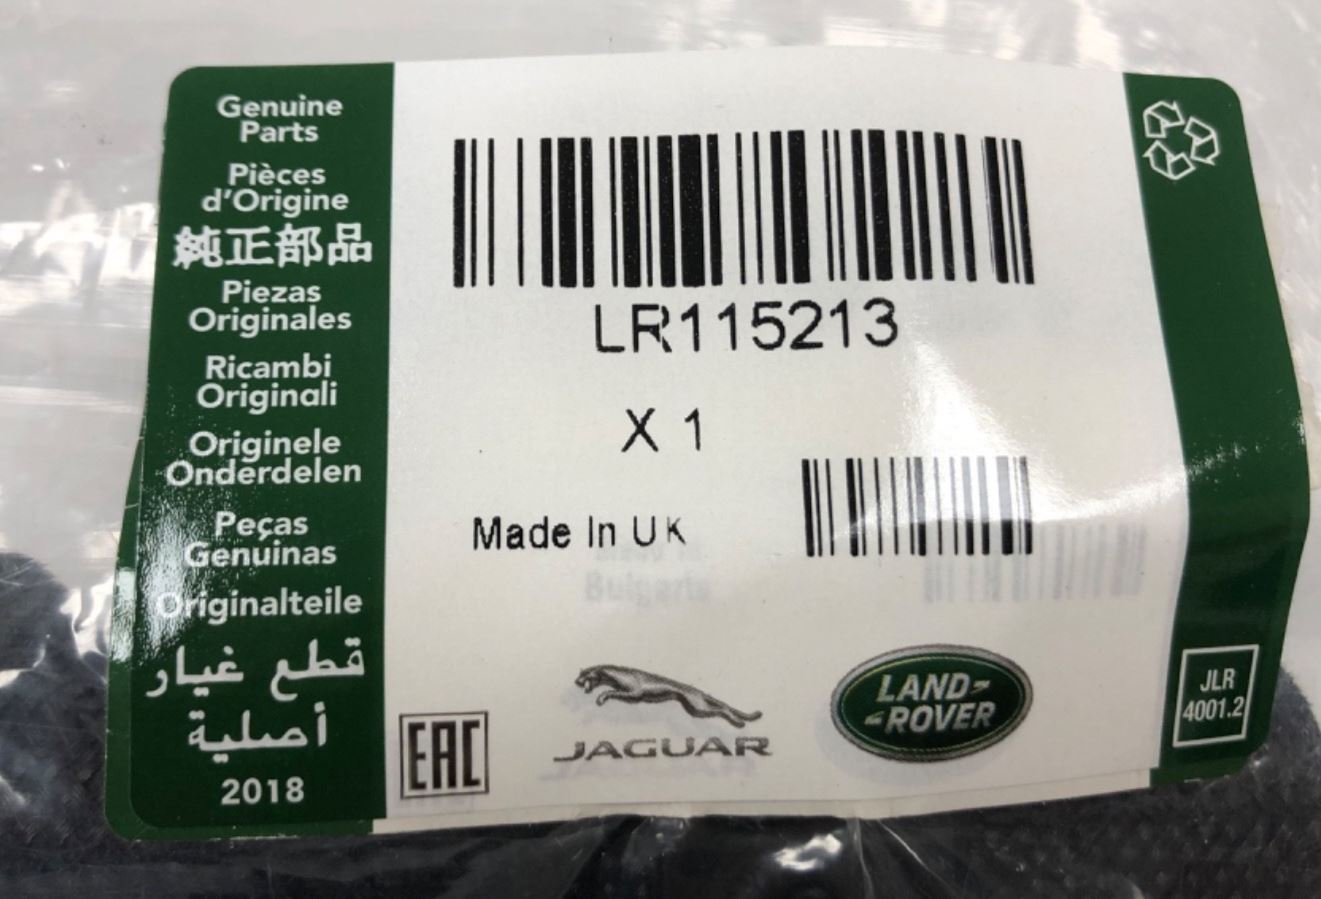 Genuine
Parts
Pièces
d'Origine
純正部品
Piezas
Originales
Ricambi
Originali
Originele
Onderdelen
Peças
Genuinas
Originalteile
قطع غيار
أصلية
2018
LR115213
X 1
Made In UK
Bulgaria
EAC
JAGUAR
LAND-
-ROVER
JLR
4001.2